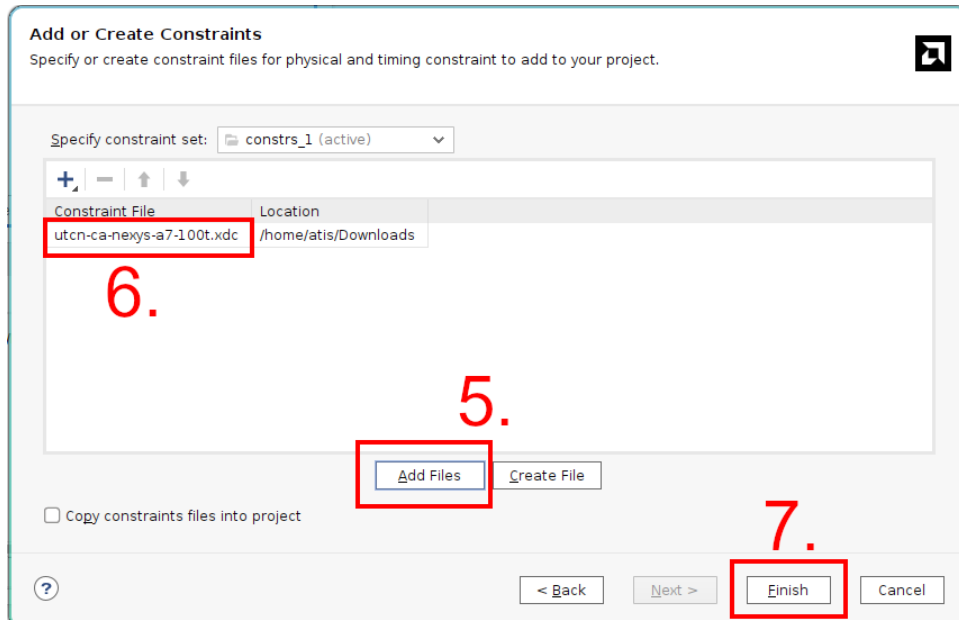 Add or Create Constraints
Specify or create constraint files for physical and timing constraint to add to your project.
Specify constraint set: constrs_1 (active)
Constraint File Location
utcn-ca-nexys-a7-100t.xdc /home/atis/Downloads
6.
5.
Add Files Create File
Copy constraints files into project
7.
? < Back Next > Finish Cancel